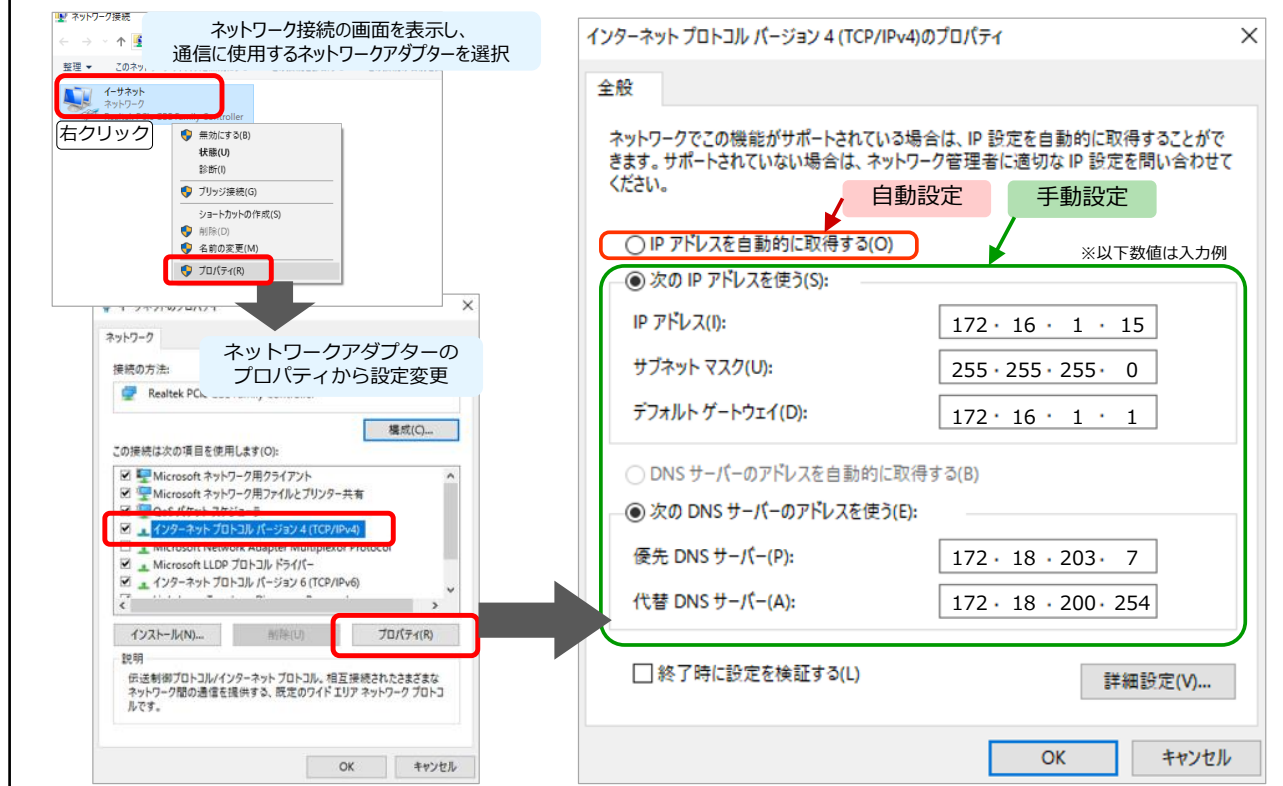 ネットワーク接続
ネットワーク接続の画面を表示し、
通信に使用するネットワークアダプターを選択
整理
このネッ
イーサネット
ネットワーク
右クリック
無効にする(B)
状態(U)
診断(I)
ブリッジ接続(G)
ショートカットの作成(S)
削除(D)
名前の変更(M)
プロパティ(R)
ネットワーク
ネットワークアダプターの
プロパティから設定変更
接続の方法:
Realtek PCIe GBE Family Controller
構成(C)...
この接続は次の項目を使用します(O):
Microsoft ネットワーク用クライアント
Microsoft ネットワーク用ファイルとプリンター共有
QoS パケット スケジューラ
インターネット プロトコル バージョン 4 (TCP/IPv4)
Microsoft Network Adapter Multiplexor Protocol
Microsoft LLDP プロトコル ドライバー
インターネット プロトコル バージョン 6 (TCP/IPv6)
インストール(N)...
削除(U)
プロパティ(R)
説明
伝送制御プロトコル/インターネット プロトコル。相互接続されたさまざまな
ネットワーク間の通信を提供する、既定のワイド エリア ネットワーク プロトコ
ルです。
OK
キャンセル
インターネット プロトコル バージョン 4 (TCP/IPv4)のプロパティ
全般
ネットワークでこの機能がサポートされている場合は、IP 設定を自動的に取得することがで
きます。サポートされていない場合は、ネットワーク管理者に適切な IP 設定を問い合わせて
ください。
自動設定
手動設定
IP アドレスを自動的に取得する(O)
※以下数値は入力例
次の IP アドレスを使う(S):
IP アドレス(I):
172 . 16 . 1 . 15
サブネット マスク(U):
255 . 255 . 255 . 0
デフォルト ゲートウェイ(D):
172 . 16 . 1 . 1
DNS サーバーのアドレスを自動的に取得する(B)
次の DNS サーバーのアドレスを使う(E):
優先 DNS サーバー(P):
172 . 18 . 203 . 7
代替 DNS サーバー(A):
172 . 18 . 200 . 254
終了時に設定を検証する(L)
詳細設定(V)...
OK
キャンセル